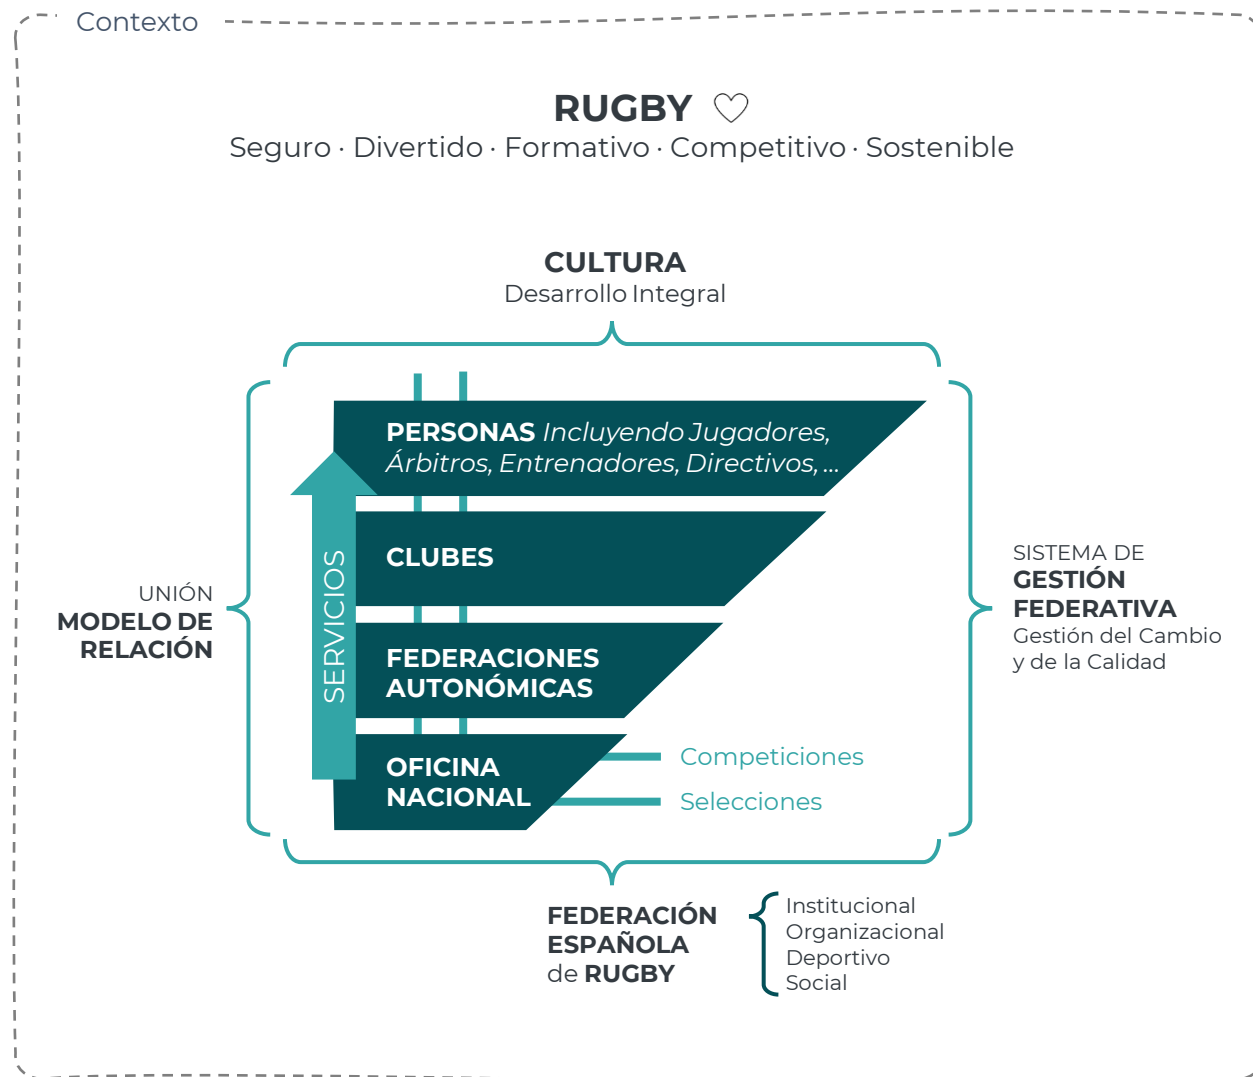 Contexto
RUGBY
Seguro · Divertido · Formativo · Competitivo · Sostenible
CULTURA
Desarrollo Integral
PERSONAS Incluyendo Jugadores,
Árbitros, Entrenadores, Directivos, ...
CLUBES
FEDERACIONES
AUTONÓMICAS
OFICINA
NACIONAL
SERVICIOS
Competiciones
Selecciones
UNIÓN
MODELO DE
RELACIÓN
SISTEMA DE
GESTIÓN
FEDERATIVA
Gestión del Cambio
y de la Calidad
FEDERACIÓN
ESPAÑOLA
de RUGBY
Institucional
Organizacional
Deportivo
Social